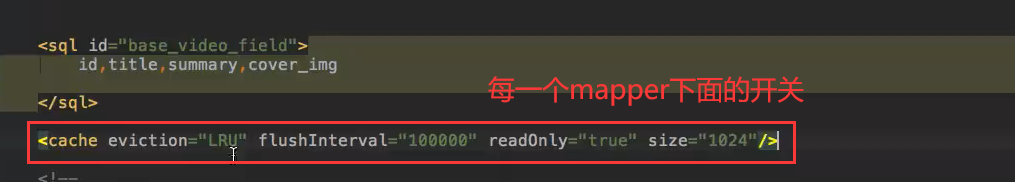 <sql id="base_video_field">
id,title,summary,cover_img
每一个mapper下面的开关
</sql>
<cache eviction="LRU" flushInterval="100000" readOnly="true" size="1024"/>
<!--